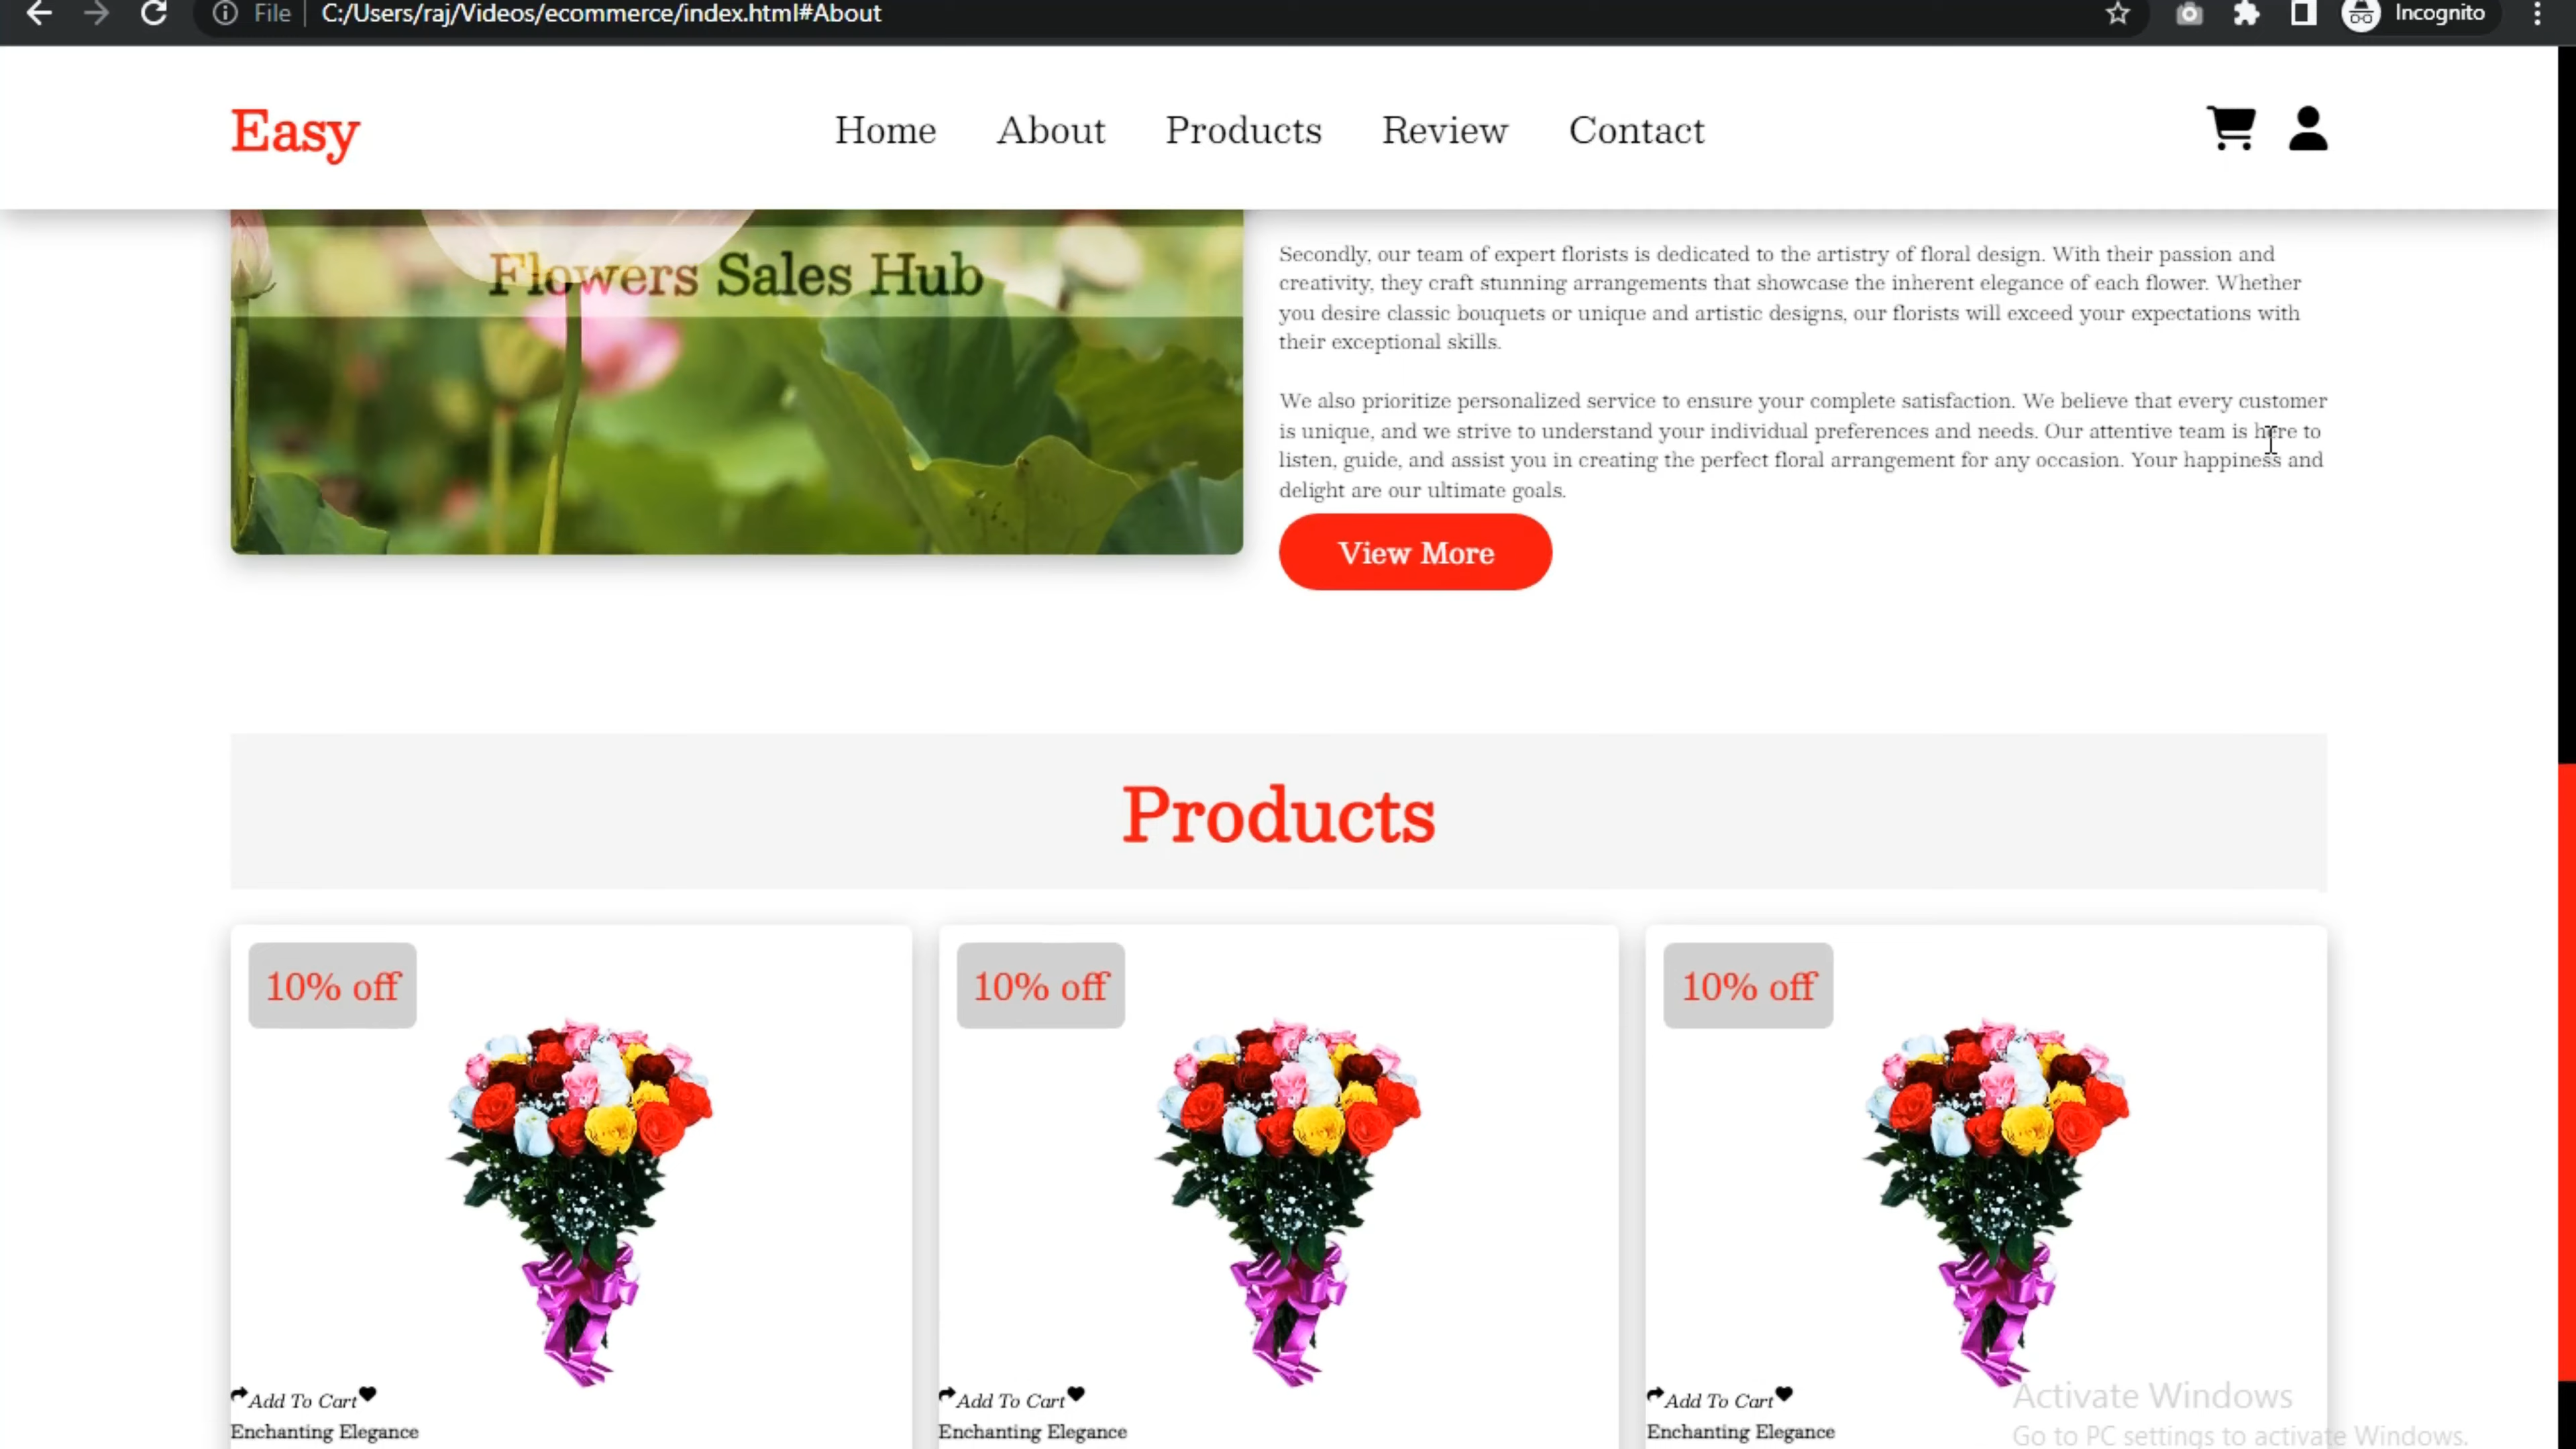 File C:/Users/raj/Videos/ecommerce/index.html#About Incognito
Easy Home About Products Review Contact
Flowers Sales Hub
Secondly, our team of expert florists is dedicated to the artistry of floral design. With their passion and
creativity, they craft stunning arrangements that showcase the inherent elegance of each flower. Whether
you desire classic bouquets or unique and artistic designs, our florists will exceed your expectations with
their exceptional skills.
We also prioritize personalized service to ensure your complete satisfaction. We believe that every customer
is unique, and we strive to understand your individual preferences and needs. Our attentive team is here to
listen, guide, and assist you in creating the perfect floral arrangement for any occasion. Your happiness and
delight are our ultimate goals.
View More
Products
10% off 10% off 10% off
Add To Cart Add To Cart Add To Cart
Enchanting Elegance Enchanting Elegance Enchanting Elegance
Activate Windows
Go to PC settings to activate Windows.